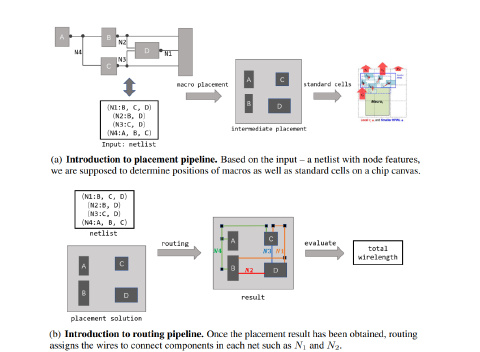 A
B
N2
D
N1
N4
N3
C
(N1:B, C, D)
(N2:B, D)
(N3:C, D)
(N4:A, B, C)
Input: netlist
macro placement
A
C
B
D
intermediate placement
standard cells
Macro
(a) Introduction to placement pipeline. Based on the input – a netlist with node features,
we are supposed to determine positions of macros as well as standard cells on a chip canvas.
(N1:B, C, D)
(N2:B, D)
(N3:C, D)
(N4:A, B, C)
netlist
A
C
B
D
placement solution
routing
A
C
N4
N3
N1
B
N2
D
result
evaluate
total
wirelength
(b) Introduction to routing pipeline. Once the placement result has been obtained, routing
assigns the wires to connect components in each net such as N1 and N2.